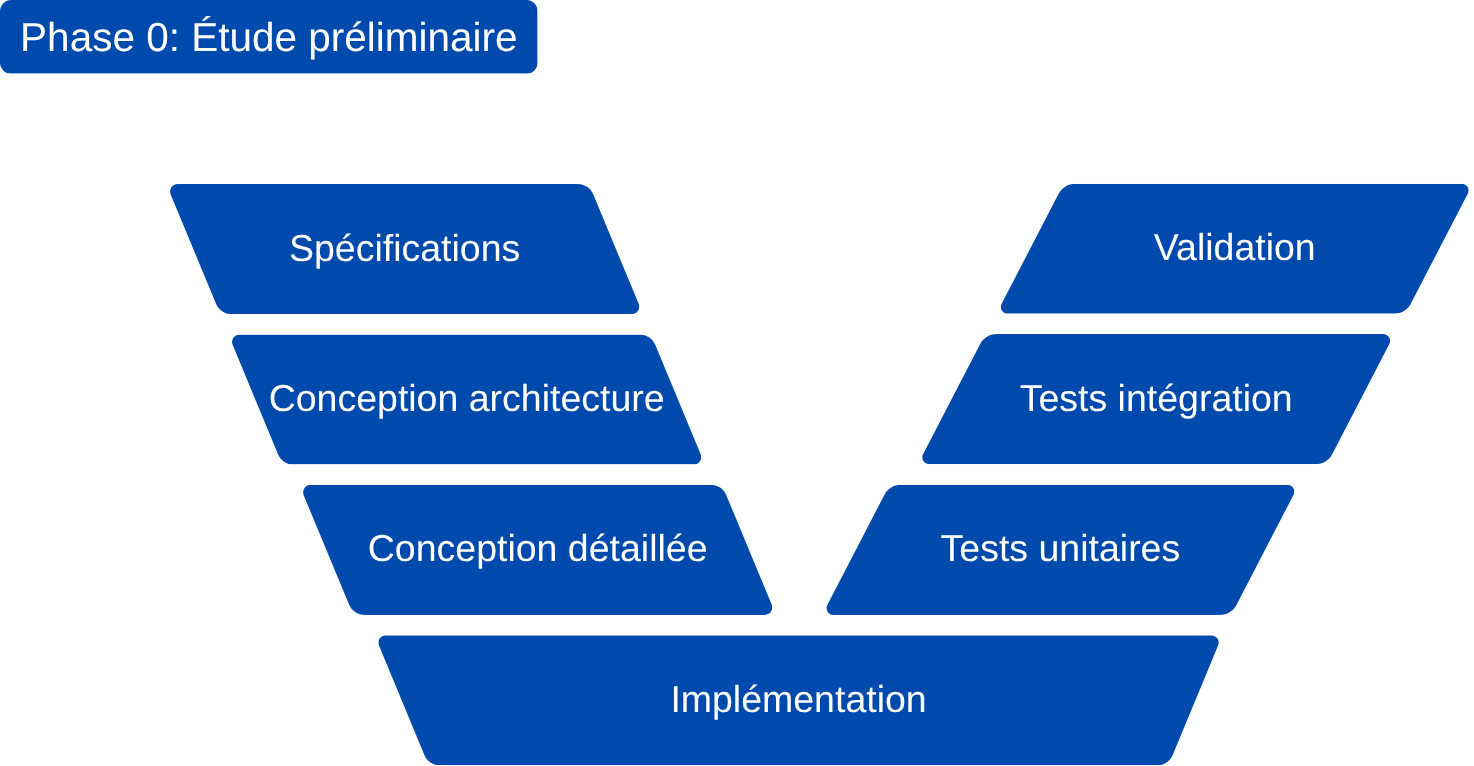 Phase 0: Étude préliminaire
Spécifications
Validation
Conception architecture
Tests intégration
Conception détaillée
Tests unitaires
Implémentation